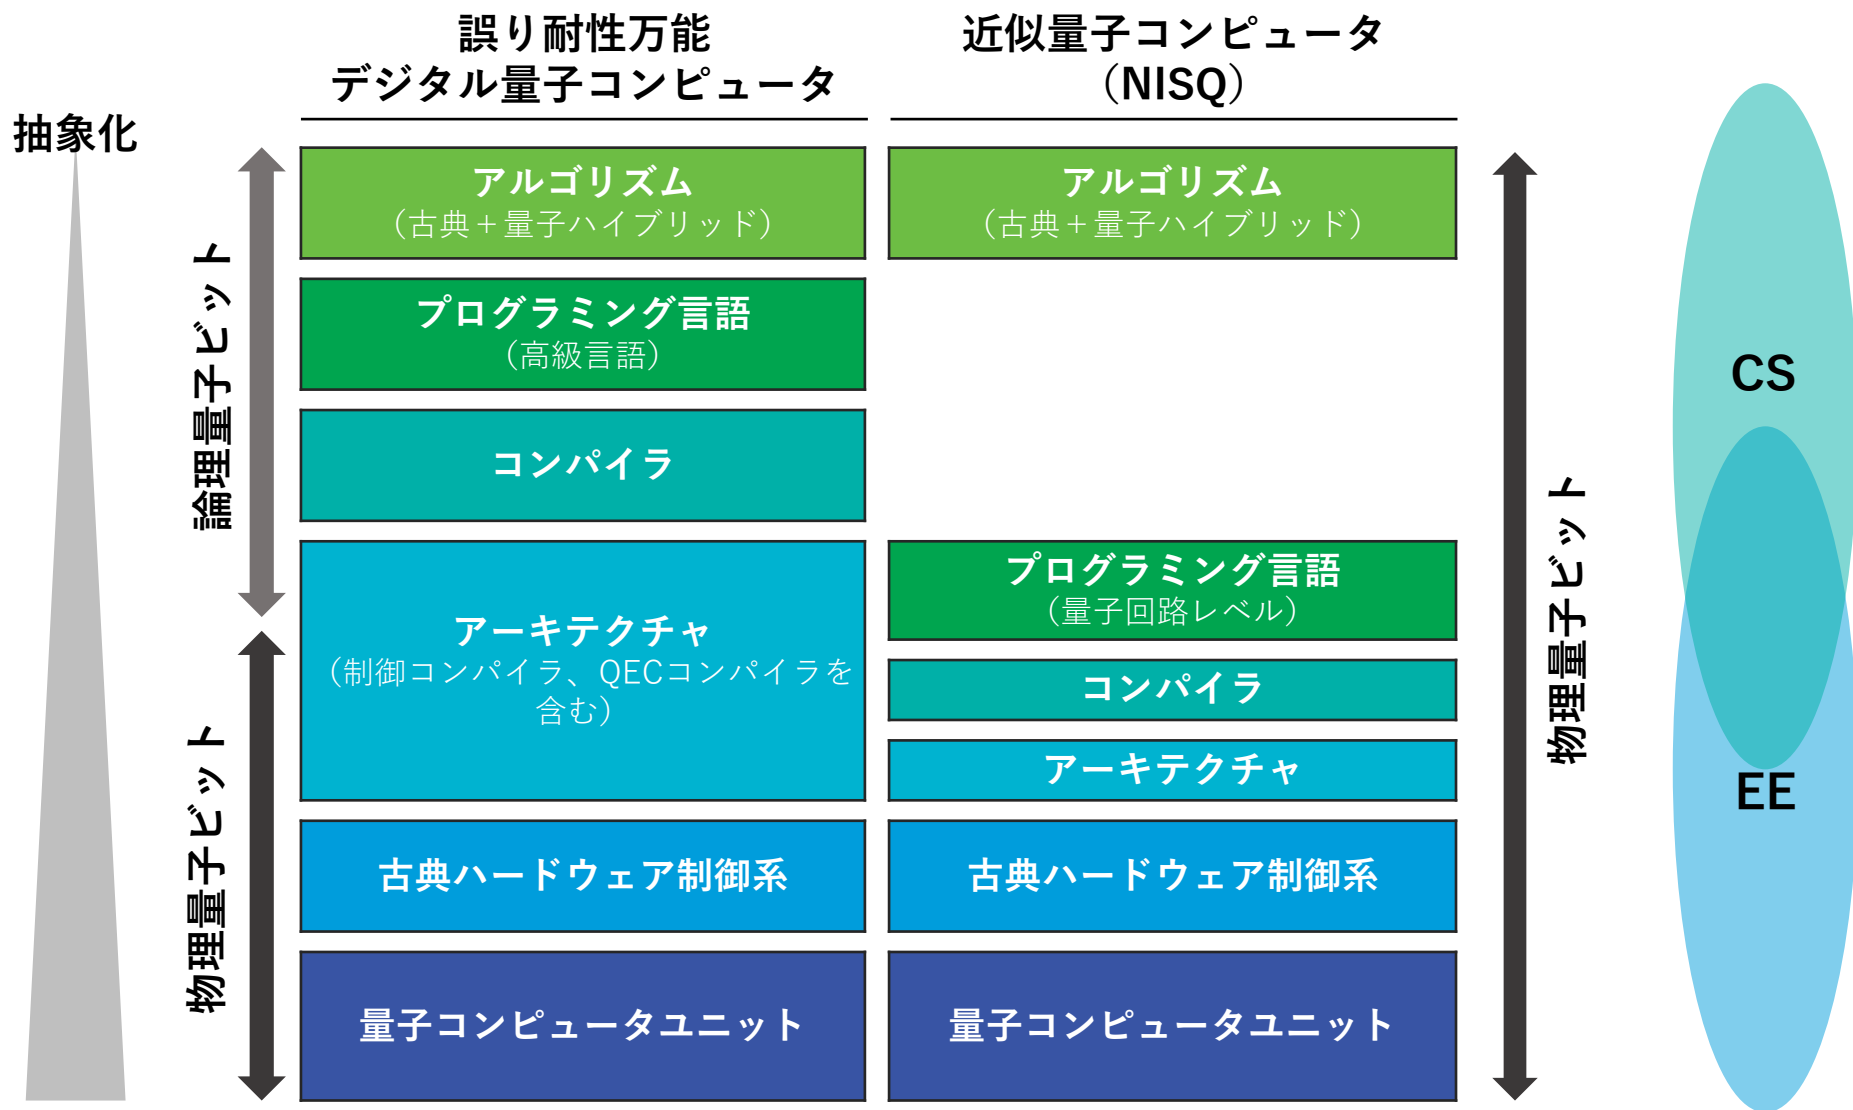 誤り耐性万能
デジタル量子コンピュータ
近似量子コンピュータ
（NISQ）
抽象化
論理量子ビット
物理量子ビット
アルゴリズム
（古典＋量子ハイブリッド）
プログラミング言語
（高級言語）
コンパイラ
アーキテクチャ
（制御コンパイラ、QECコンパイラを
含む）
古典ハードウェア制御系
量子コンピュータユニット
アルゴリズム
（古典＋量子ハイブリッド）
プログラミング言語
（量子回路レベル）
コンパイラ
アーキテクチャ
古典ハードウェア制御系
量子コンピュータユニット
物理量子ビット
CS
EE